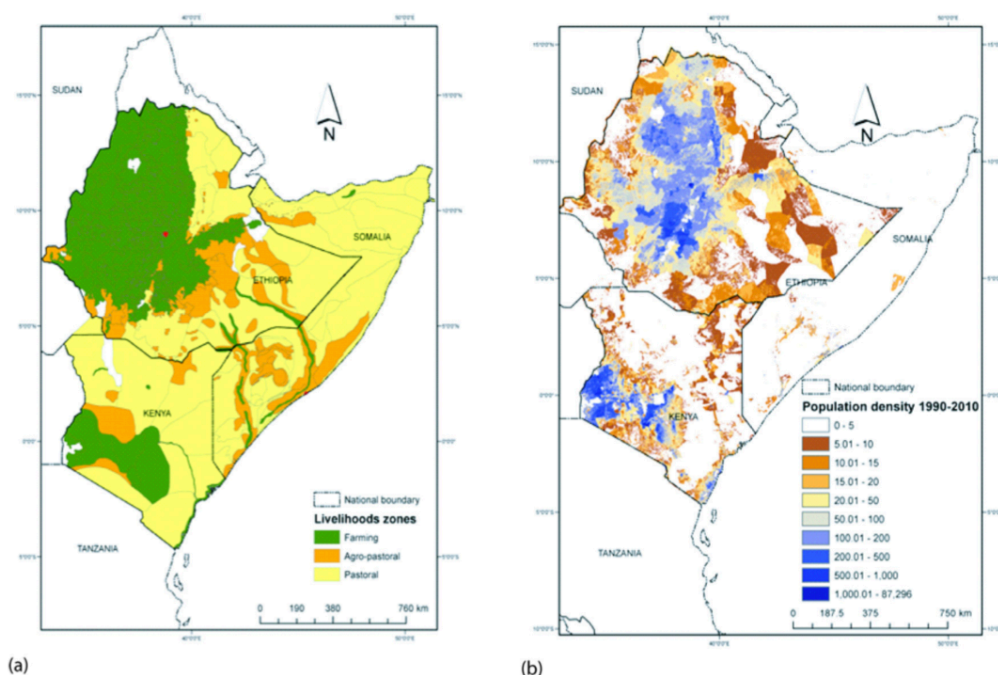 SUDAN
N
SOMALIA
ETHIOPIA
KENYA
TANZANIA
National boundary
Livelihoods zones
Farming
Agro-pastoral
Pastoral
0 190 380 760 km
(a)
SUDAN
N
SOMALIA
ETHIOPIA
KENYA
TANZANIA
National boundary
Population density 1990-2010
0 - 5
5.01 - 10
10.01 - 15
15.01 - 20
20.01 - 50
50.01 - 100
100.01 - 200
200.01 - 500
500.01 - 1,000
1,000.01 - 87,296
0 187.5 375 750 km
(b)